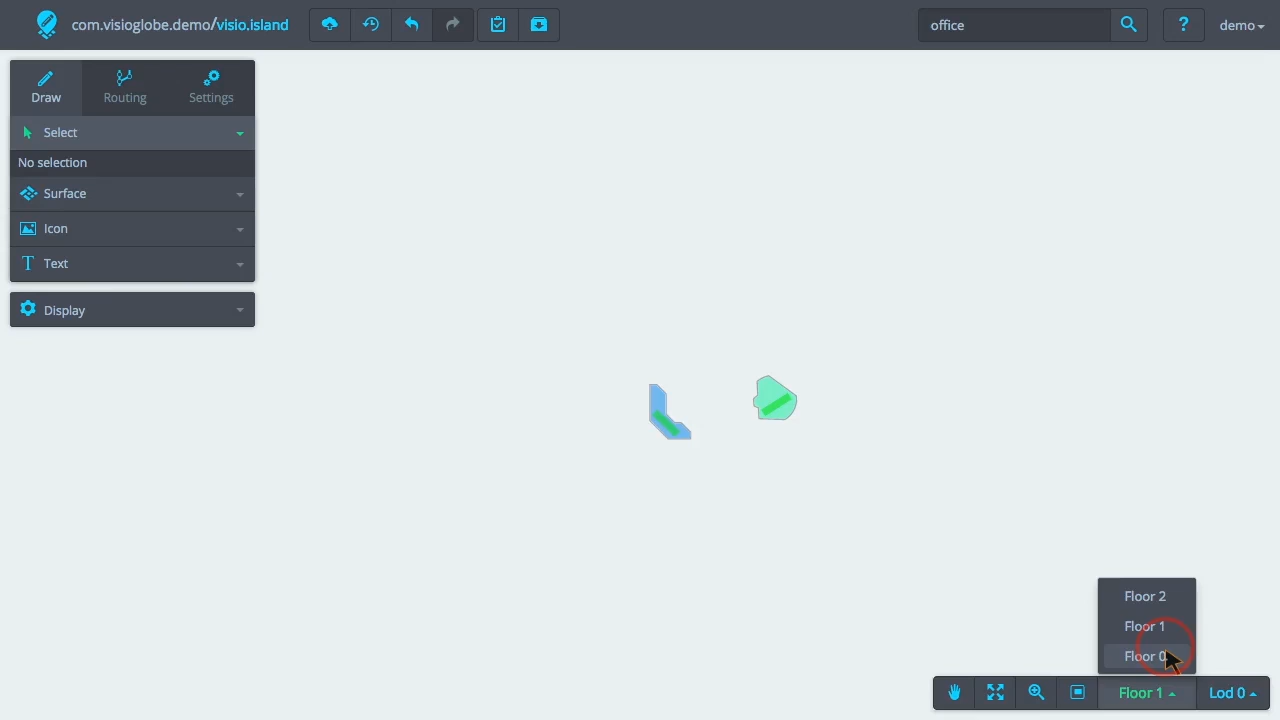 com.visioglobe.demo/visio.island
office
?
demo
Draw
Routing
Settings
Select
No selection
Surface
Icon
Text
Display
Floor 2
Floor 1
Floor 0
Floor 1
Lod 0